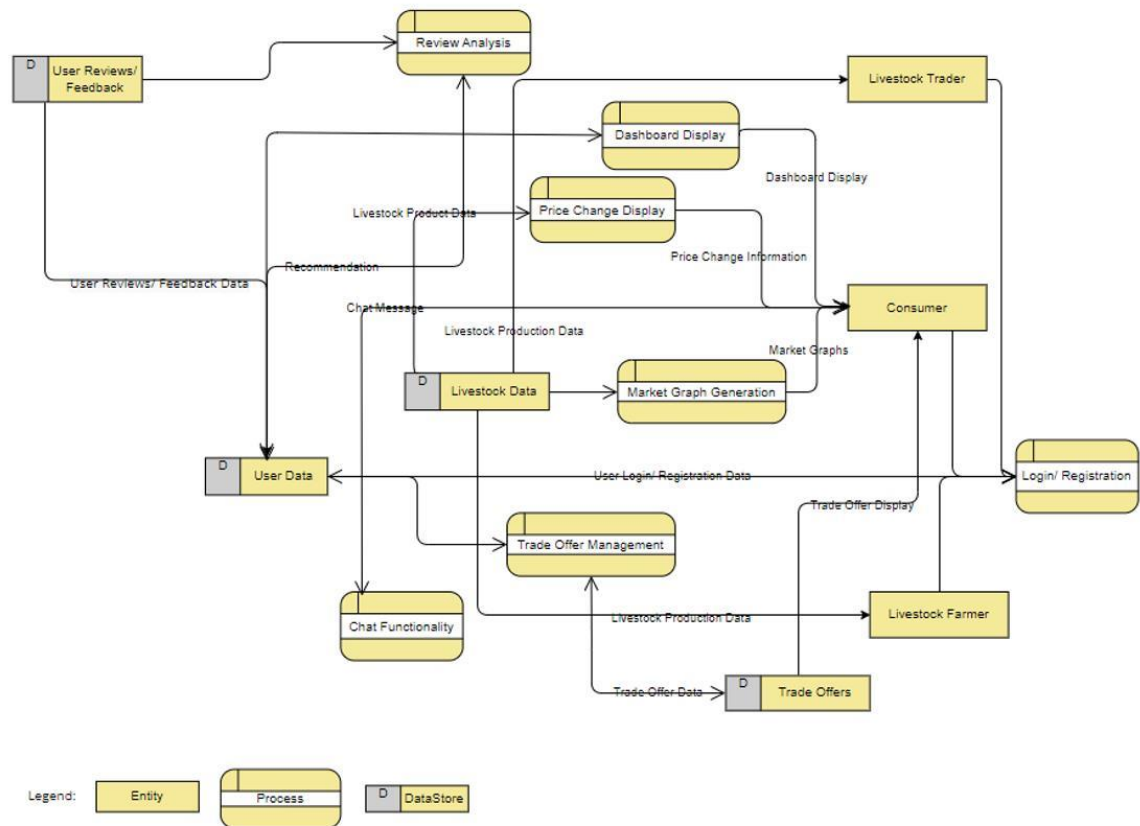 Review Analysis
D
User Reviews/
Feedback
Livestock Trader
Dashboard Display
Dashboard Display
Livestock Product Data
Price Change Display
Price Change Information
Recommendation
User Reviews/ Feedback Data
Chat Message
Consumer
Livestock Production Data
Market Graphs
D
Livestock Data
Market Graph Generation
D
User Data
User Login/ Registration Data
Login/ Registration
Trade Offer Display
Trade Offer Management
Chat Functionality
Livestock Production Data
Livestock Farmer
Trade Offer Data
D
Trade Offers
Legend:
Entity
Process
D
DataStore